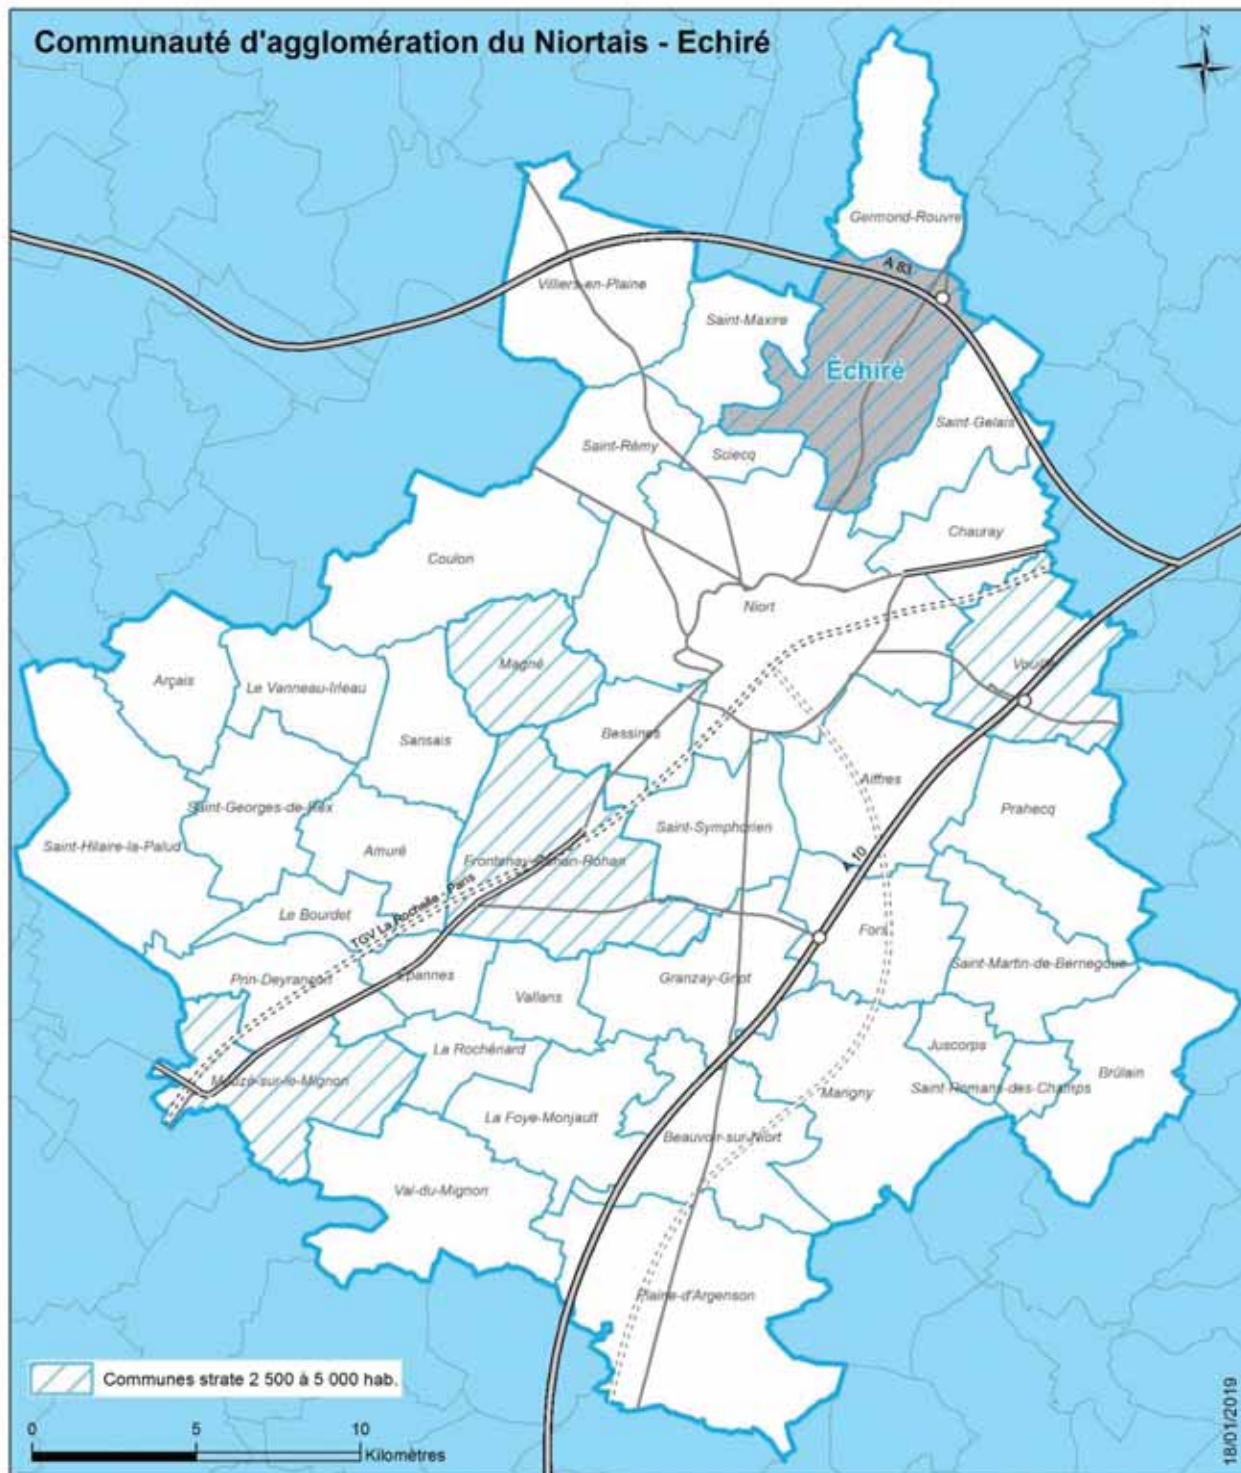 Communauté d'agglomération du Niortais - Echiré
N
Germond-Rouvre
A 83
Villiers-en-Plaine
Saint-Maxire
Échiré
Saint-Gelais
Saint-Rémy
Sciecq
Chauray
Coulon
Niort
Magné
Vouillé
Arçais
Le Vanneau-Irleau
Sansais
Bessines
Aiffres
Saint-Georges-de-Rex
Prahecq
Saint-Hilaire-la-Palud
Amuré
Frontenay-Rohan-Rohan
Saint-Symphorien
A 10
TGV La Rochelle - Paris
Le Bourdet
Fors
Saint-Martin-de-Bernegoue
Prin-Deyrançon
Epannes
Vallans
Granzay-Gript
La Rochénard
Juscorps
Mauzé-sur-le-Mignon
Marigny
Saint-Romans-des-Champs
Brûlain
La Foye-Monjault
Beauvoir-sur-Niort
Val-du-Mignon
Plaine-d'Argenson
Communes strate 2 500 à 5 000 hab.
0 5 10
Kilomètres
18/01/2019